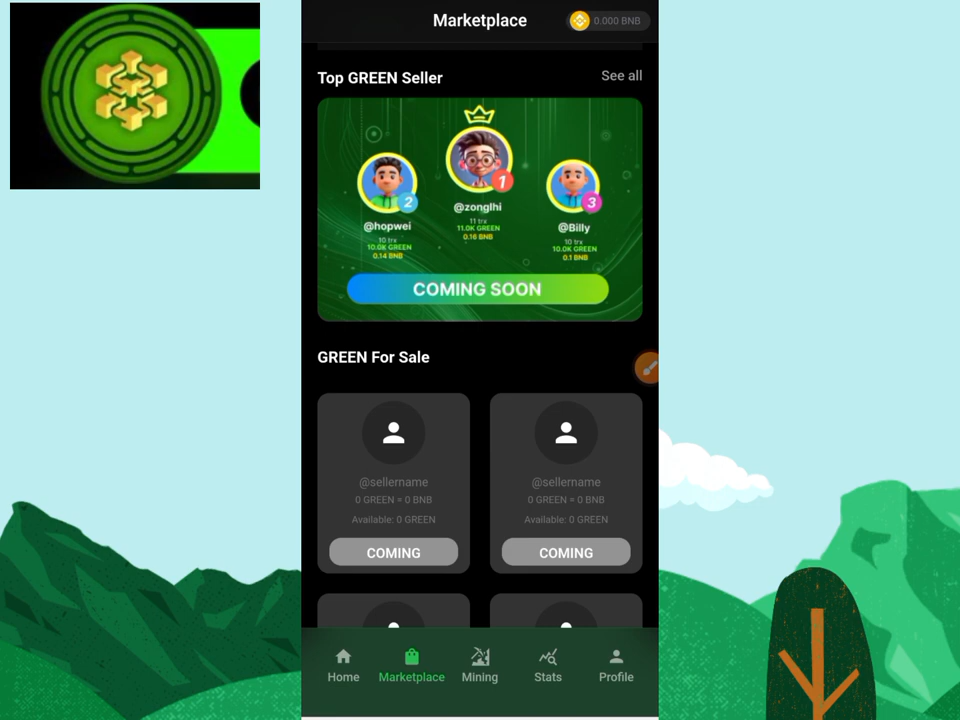 Marketplace
0.000 BNB
Top GREEN Seller
See all
1
2
3
@zonglhi
11 trx
11.0K GREEN
0.16 BNB
@hopwei
10 trx
10.0K GREEN
0.14 BNB
@Billy
10 trx
10.0K GREEN
0.1 BNB
COMING SOON
GREEN For Sale
@sellername
0 GREEN = 0 BNB
Available: 0 GREEN
COMING
@sellername
0 GREEN = 0 BNB
Available: 0 GREEN
COMING
Home
Marketplace
Mining
Stats
Profile